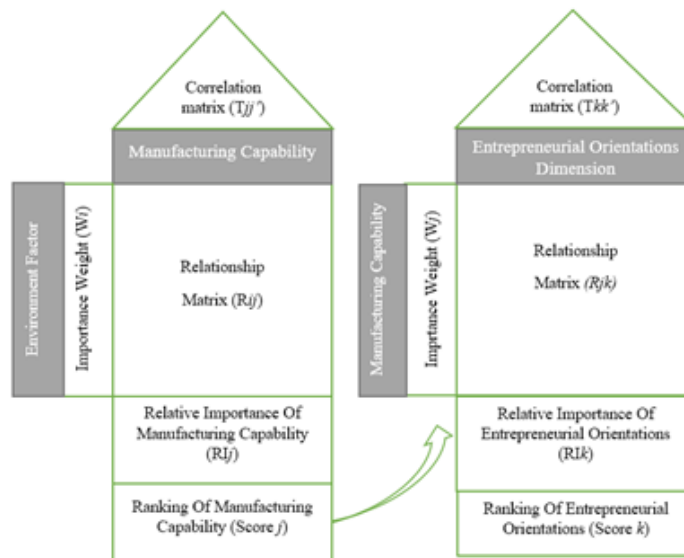 Correlation
matrix (Tjj')
Manufacturing Capability
Environment Factor
Importance Weight (Wi)
Relationship
Matrix (Rij)
Relative Importance Of
Manufacturing Capability
(RIj)
Ranking Of Manufacturing
Capability (Score j)
Correlation
matrix (Tkk')
Entrepreneurial Orientations
Dimension
Manufacturing Capability
Imprtance Weight (Wj)
Relationship
Matrix (Rjk)
Relative Importance Of
Entrepreneurial Orientations
(RIk)
Ranking Of Entrepreneurial
Orientations (Score k)